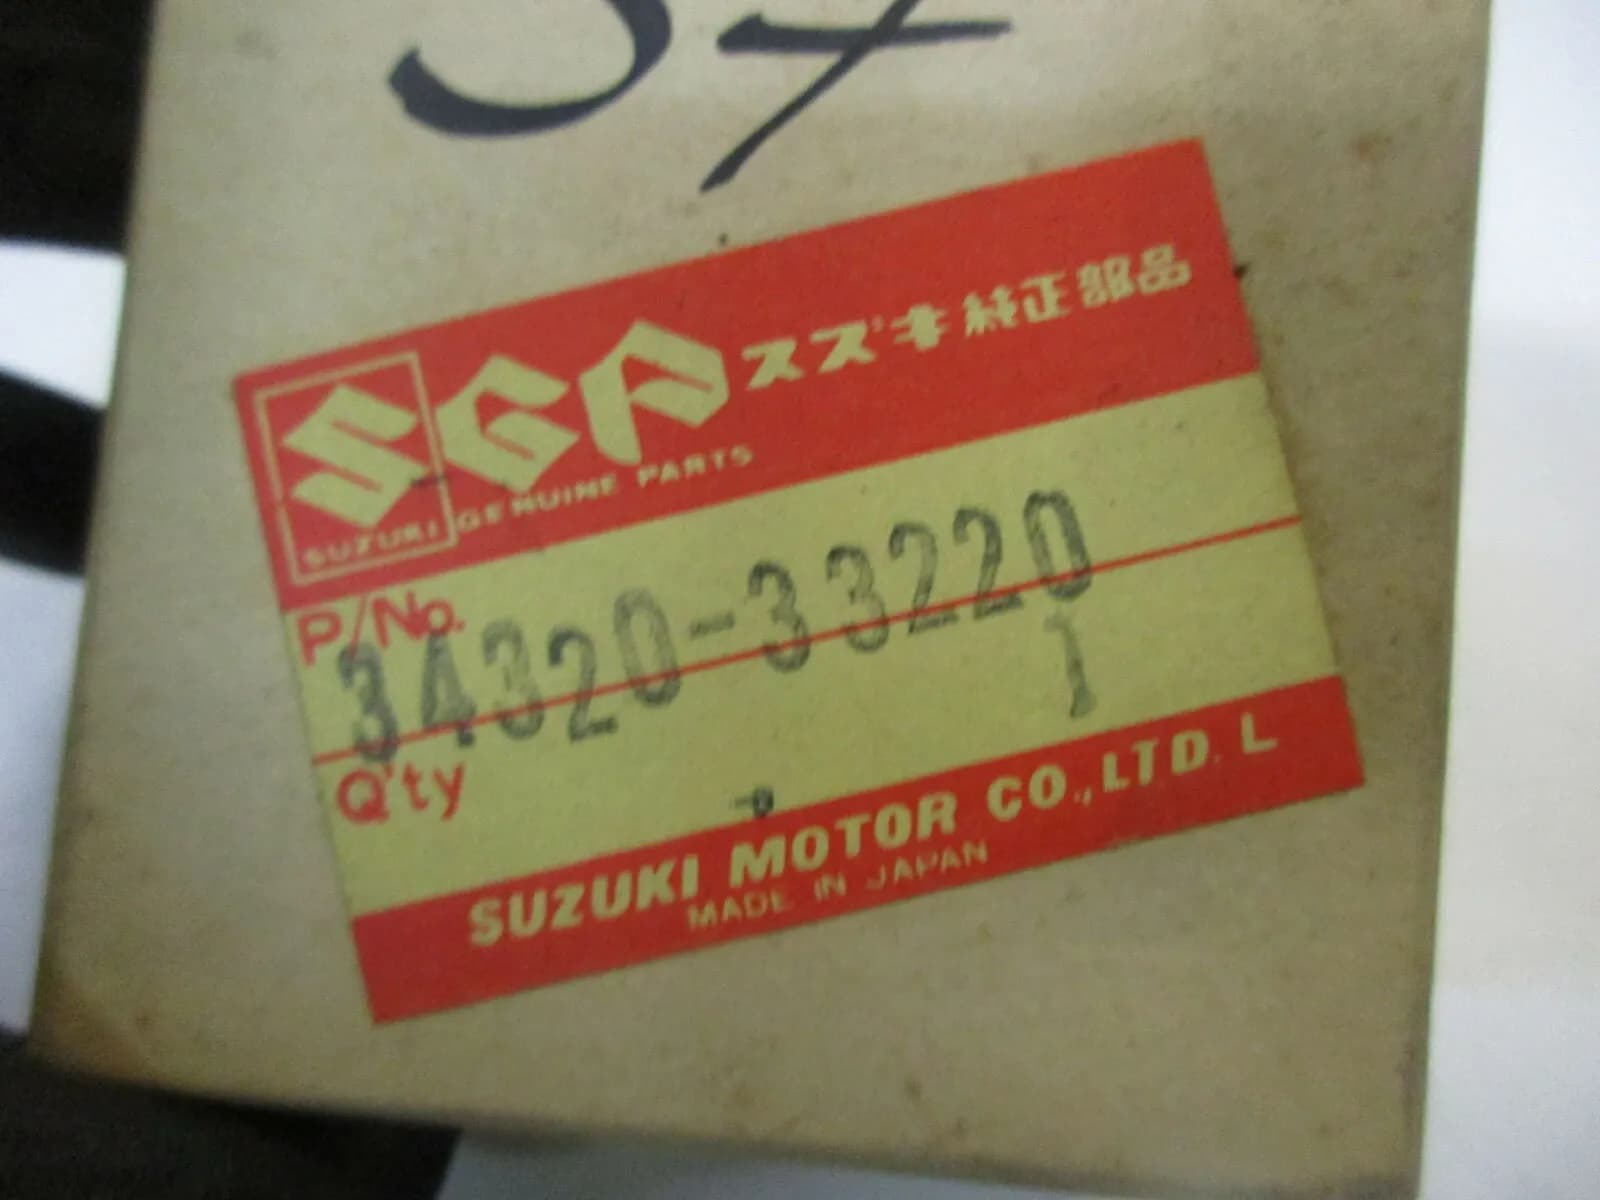 SGP スズキ純正部品
SUZUKI GENUINE PARTS
P/No.
34320-33220
Q'ty 1
SUZUKI MOTOR CO., LTD. L
MADE IN JAPAN